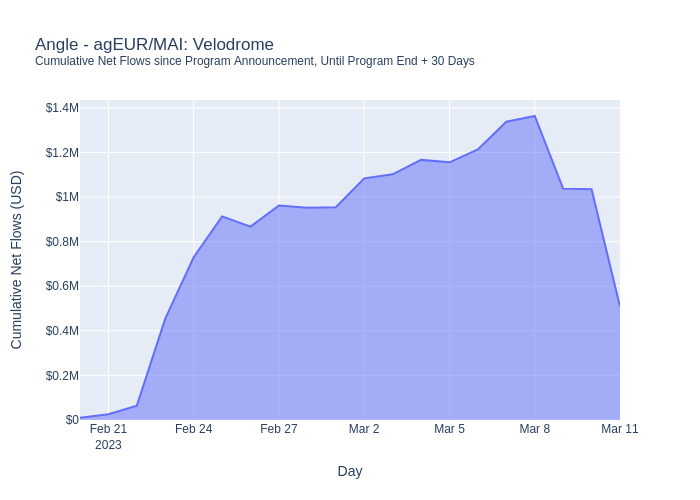 Angle - agEUR/MAI: Velodrome
Cumulative Net Flows since Program Announcement, Until Program End + 30 Days
$1.4M
$1.2M
$1M
$0.8M
$0.6M
$0.4M
$0.2M
$0
Cumulative Net Flows (USD)
Feb 21
2023
Feb 24
Feb 27
Mar 2
Mar 5
Mar 8
Mar 11
Day